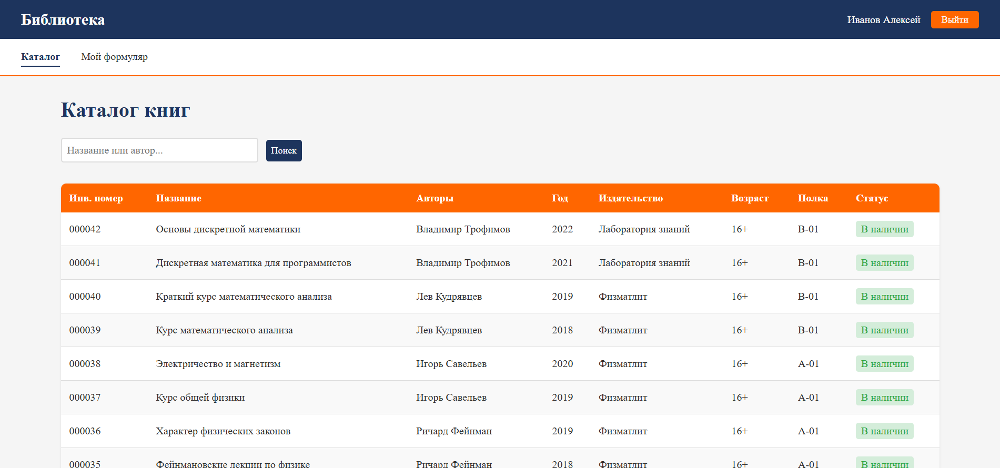 Библиотека
Иванов Алексей Выйти
Каталог Мой формуляр
Каталог книг
Название или автор... Поиск
Инв. номер Название Авторы Год Издательство Возраст Полка Статус
000042 Основы дискретной математики Владимир Трофимов 2022 Лаборатория знаний 16+ В-01 В наличии
000041 Дискретная математика для программистов Владимир Трофимов 2021 Лаборатория знаний 16+ В-01 В наличии
000040 Краткий курс математического анализа Лев Кудрявцев 2019 Физматлит 16+ В-01 В наличии
000039 Курс математического анализа Лев Кудрявцев 2018 Физматлит 16+ В-01 В наличии
000038 Электричество и магнетизм Игорь Савельев 2020 Физматлит 16+ А-01 В наличии
000037 Курс общей физики Игорь Савельев 2019 Физматлит 16+ А-01 В наличии
000036 Характер физических законов Ричард Фейнман 2019 Физматлит 16+ А-01 В наличии
000035 Фейнмановские лекции по физике Ричард Фейнман 2018 Физматлит 16+ А-01 В наличии